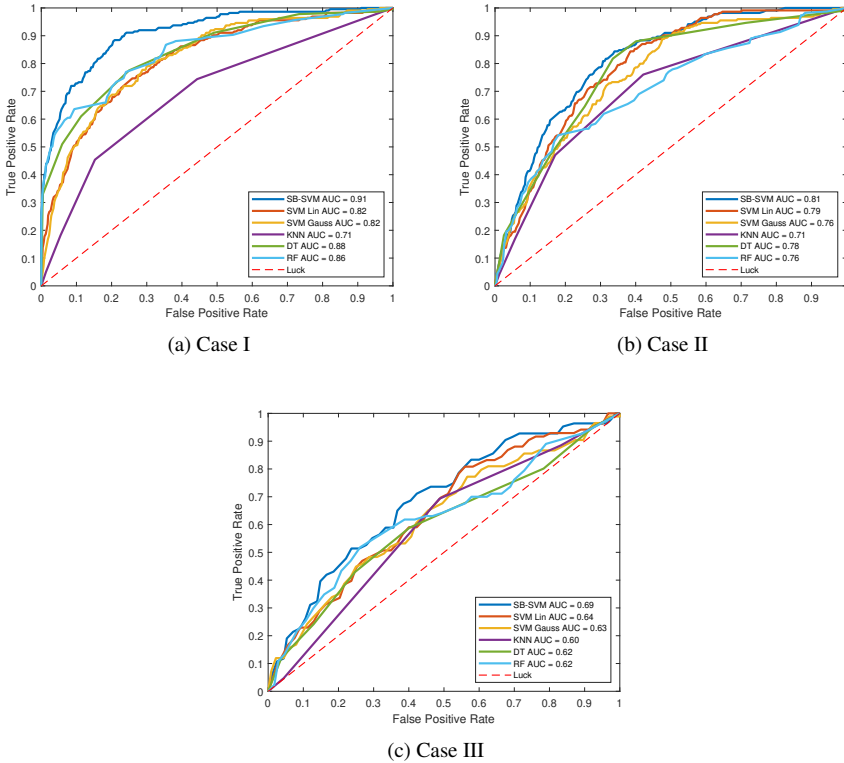 1
0.9
0.8
0.7
0.6
0.5
0.4
0.3
0.2
0.1
0
True Positive Rate
SB-SVM AUC = 0.91
SVM Lin AUC = 0.82
SVM Gauss AUC = 0.82
KNN AUC = 0.71
DT AUC = 0.88
RF AUC = 0.86
Luck
0 0.1 0.2 0.3 0.4 0.5 0.6 0.7 0.8 0.9 1
False Positive Rate
(a) Case I
1
0.9
0.8
0.7
0.6
0.5
0.4
0.3
0.2
0.1
0
True Positive Rate
SB-SVM AUC = 0.81
SVM Lin AUC = 0.79
SVM Gauss AUC = 0.76
KNN AUC = 0.71
DT AUC = 0.78
RF AUC = 0.76
Luck
0 0.1 0.2 0.3 0.4 0.5 0.6 0.7 0.8 0.9
False Positive Rate
(b) Case II
1
0.9
0.8
0.7
0.6
0.5
0.4
0.3
0.2
0.1
0
True Positive Rate
SB-SVM AUC = 0.69
SVM Lin AUC = 0.64
SVM Gauss AUC = 0.63
KNN AUC = 0.60
DT AUC = 0.62
RF AUC = 0.62
Luck
0 0.1 0.2 0.3 0.4 0.5 0.6 0.7 0.8 0.9 1
False Positive Rate
(c) Case III